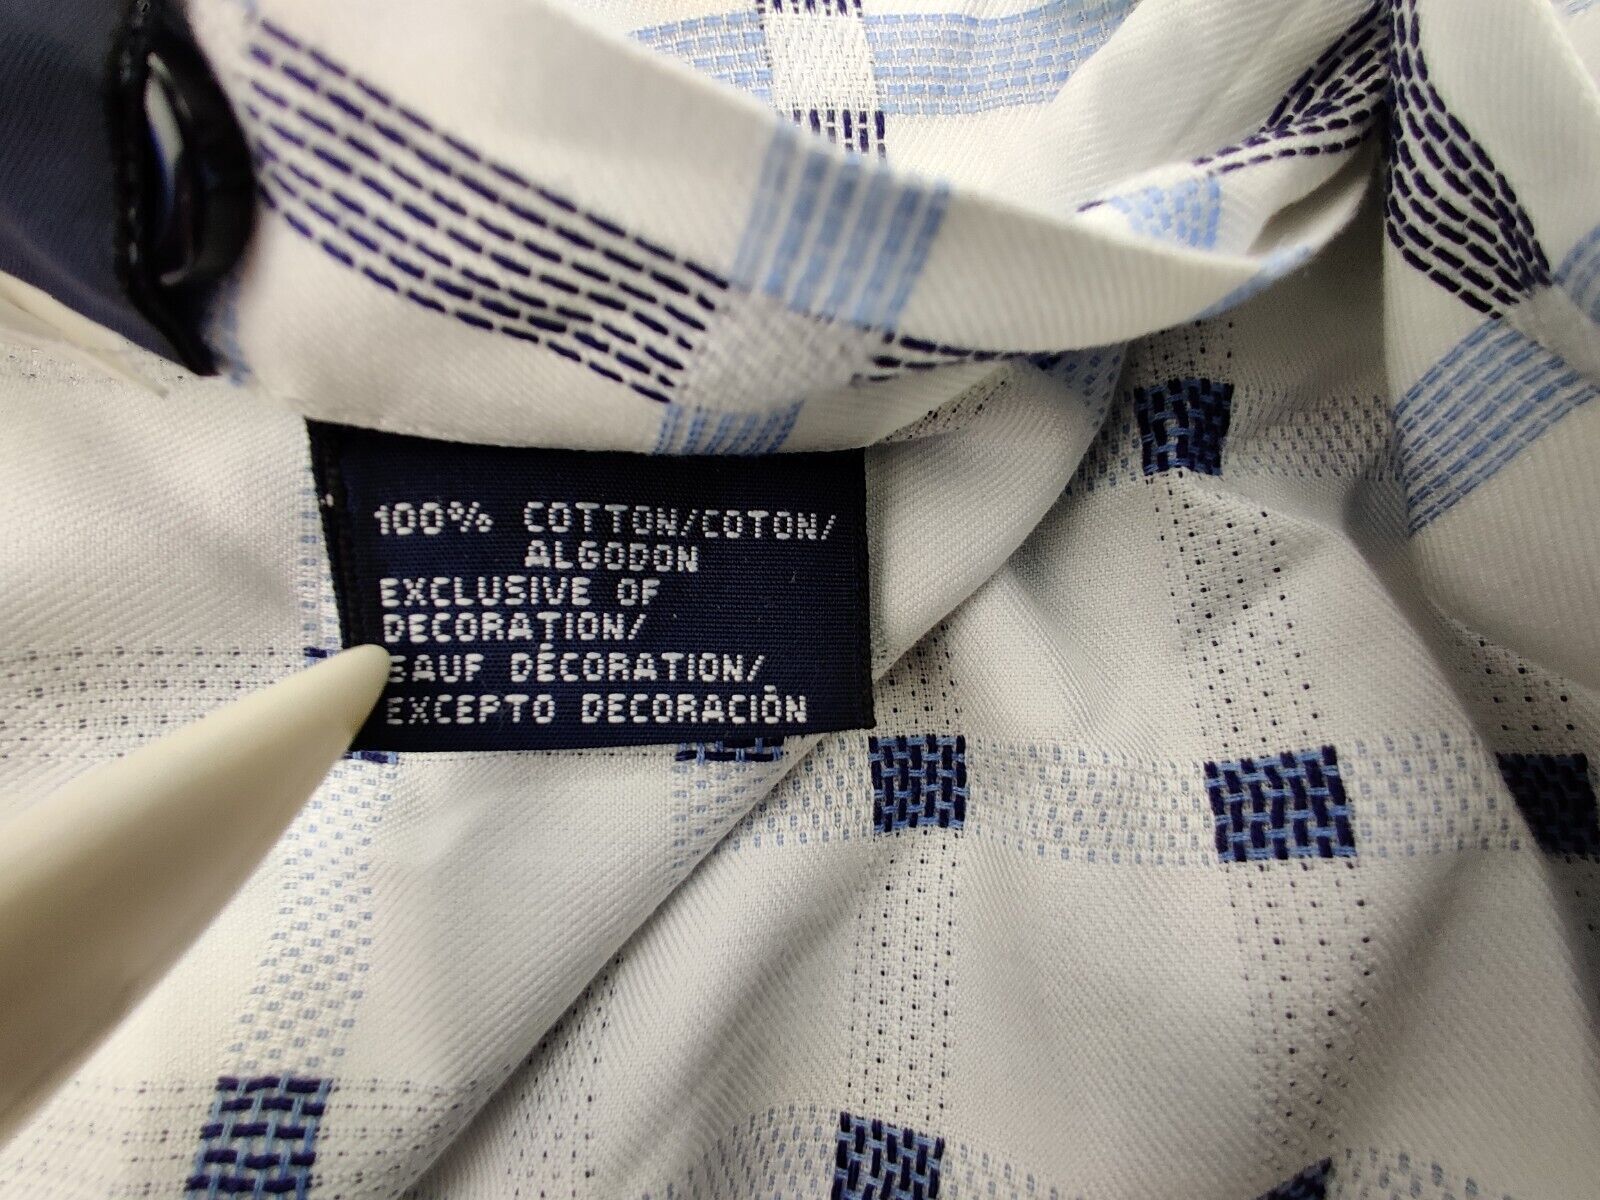 100% COTTON/COTON/
ALGODON
EXCLUSIVE OF
DECORATION/
SAUF DÉCORATION/
EXCEPTO DECORACIÓN